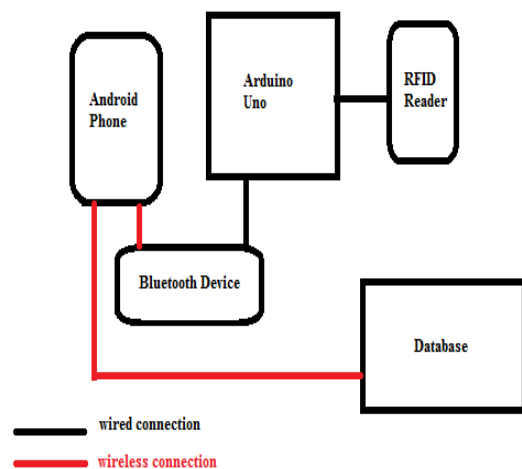 Android
Phone
Arduino
Uno
RFID
Reader
Bluetooth Device
Database
wired connection
wireless connection